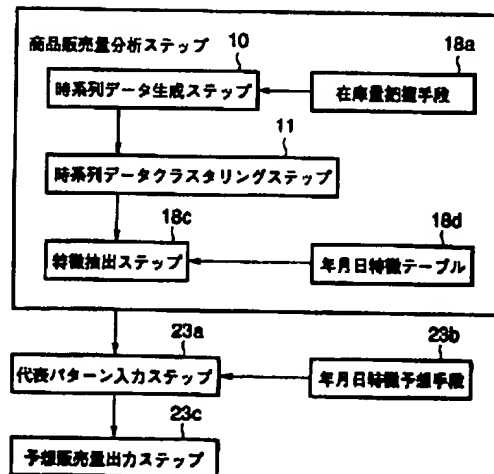 商品販売量分析ステップ
10
18a
時系列データ生成ステップ
在庫量把握手段
11
時系列データクラスタリングステップ
18c
18d
特徴抽出ステップ
年月日特徴テーブル
23a
23b
代表パターン入力ステップ
年月日特徴予想手段
23c
予想販売量出力ステップ